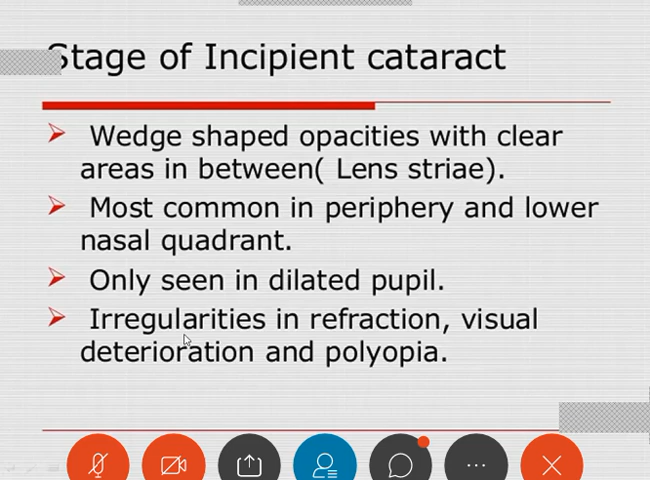 Stage of Incipient cataract
Wedge shaped opacities with clear
areas in between( Lens striae).
Most common in periphery and lower
nasal quadrant.
Only seen in dilated pupil.
Irregularities in refraction, visual
deterioration and polyopia.